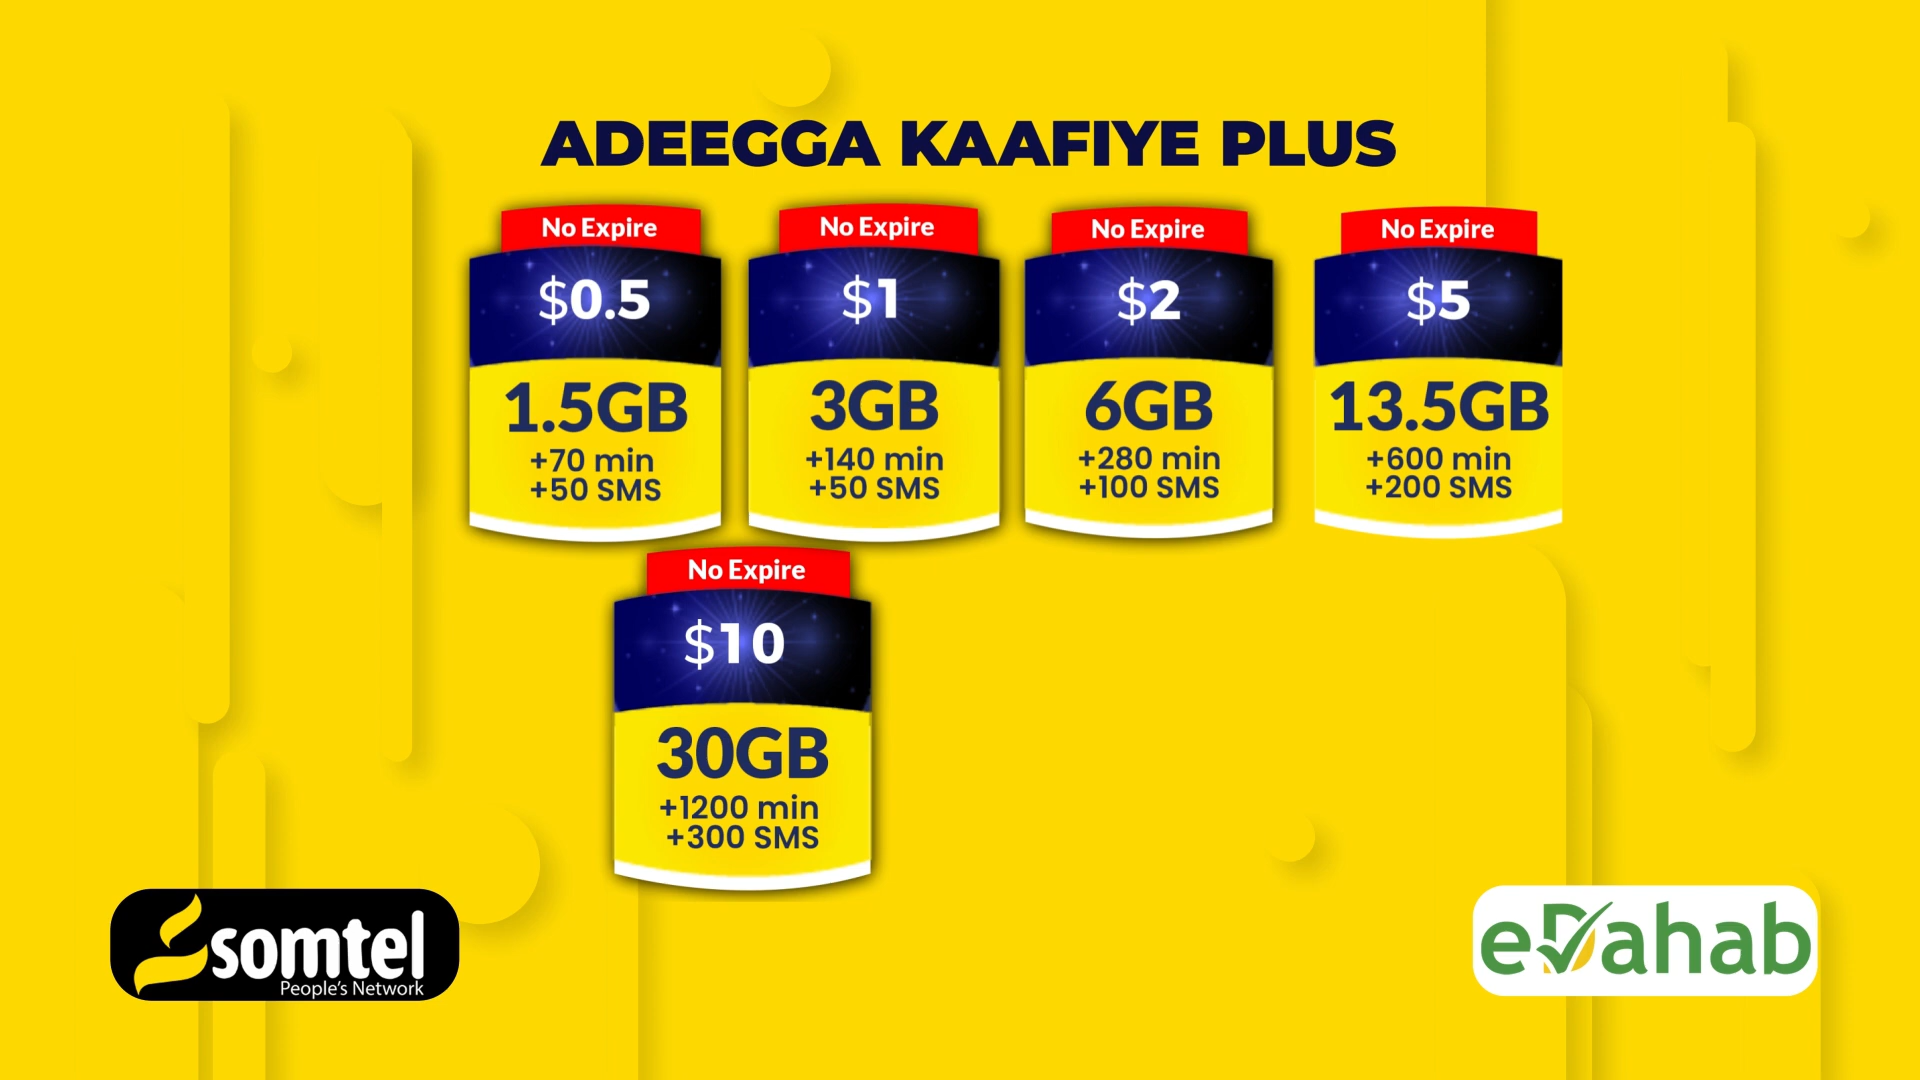 ADEEGGA KAAFIYE PLUS
No Expire
$0.5
1.5GB
+70 min
+50 SMS
No Expire
$1
3GB
+140 min
+50 SMS
No Expire
$2
6GB
+280 min
+100 SMS
No Expire
$5
13.5GB
+600 min
+200 SMS
No Expire
$10
30GB
+1200 min
+300 SMS
somtel
People's Network
eDahab